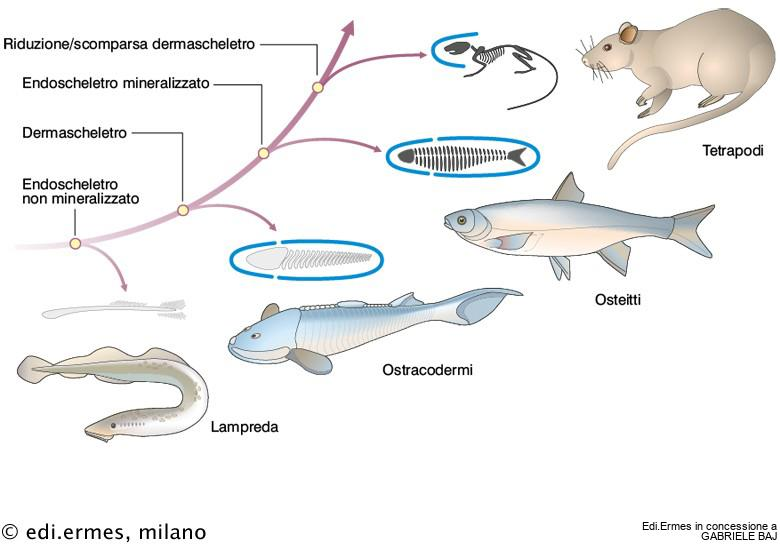 Riduzione/scomparsa dermascheletro
Endoscheletro mineralizzato
Dermascheletro
Endoscheletro
non mineralizzato
Tetrapodi
Osteitti
Ostracodermi
Lampreda
© edi.ermes, milano
Edi.Ermes in concessione a
GABRIELE BAJ